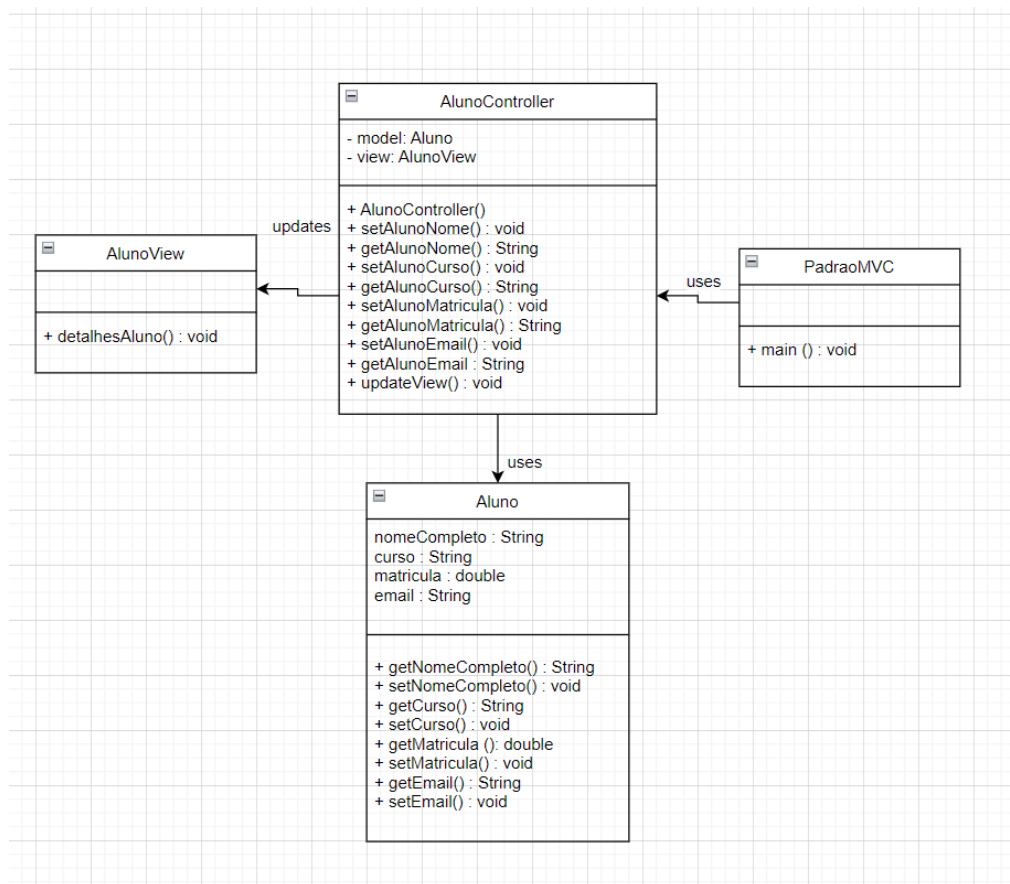 AlunoController
- model: Aluno
- view: AlunoView
+ AlunoController()
+ setAlunoNome() : void
+ getAlunoNome() : String
+ setAlunoCurso() : void
+ getAlunoCurso() : String
+ setAlunoMatricula() : void
+ getAlunoMatricula() : String
+ setAlunoEmail() : void
+ getAlunoEmail : String
+ updateView() : void
updates
AlunoView
+ detalhesAluno() : void
uses
PadraoMVC
+ main () : void
uses
Aluno
nomeCompleto : String
curso : String
matricula : double
email : String
+ getNomeCompleto() : String
+ setNomeCompleto() : void
+ getCurso() : String
+ setCurso() : void
+ getMatricula (): double
+ setMatricula() : void
+ getEmail() : String
+ setEmail() : void